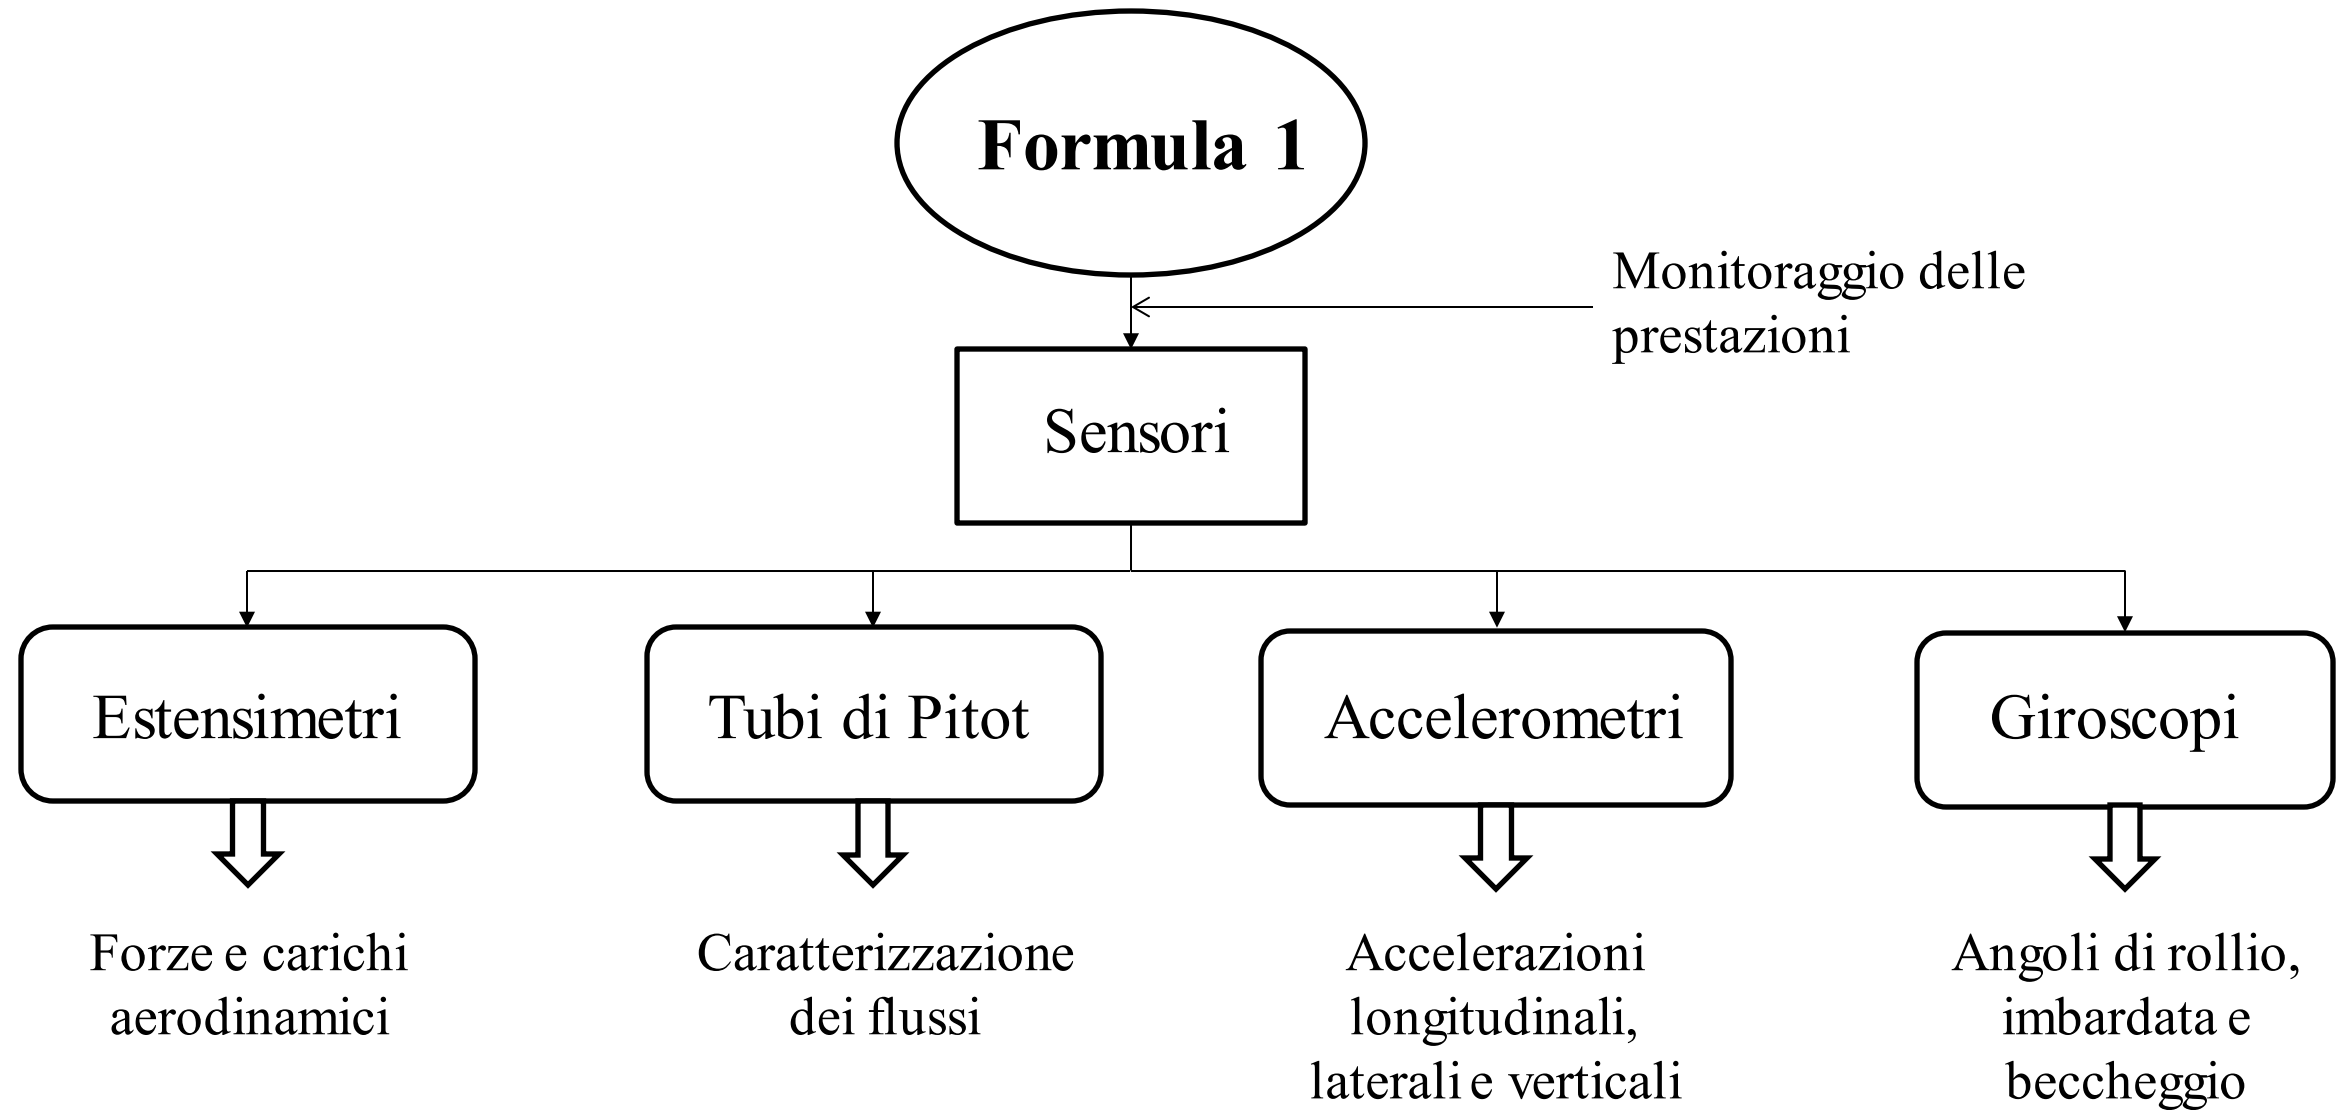 Formula 1
Monitoraggio delle
prestazioni
Sensori
Estensimetri
Tubi di Pitot
Accelerometri
Giroscopi
Forze e carichi
aerodinamici
Caratterizzazione
dei flussi
Accelerazioni
longitudinali,
laterali e verticali
Angoli di rollio,
imbardata e
beccheggio